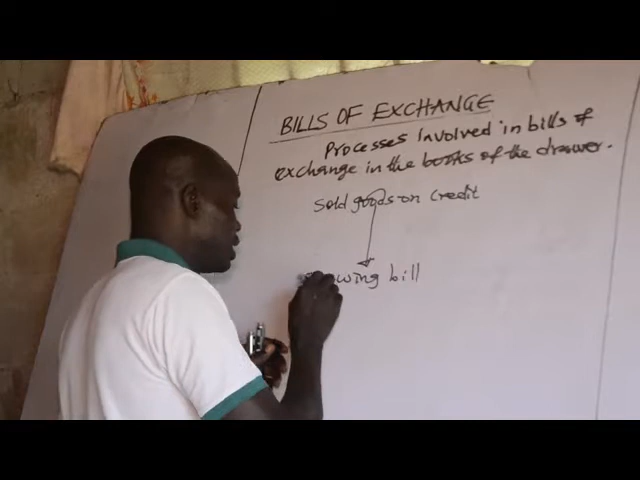 BILLS OF EXCHANGE
Processes involved in bills of
exchange in the books of the drawer.
Sold goods on credit
bill